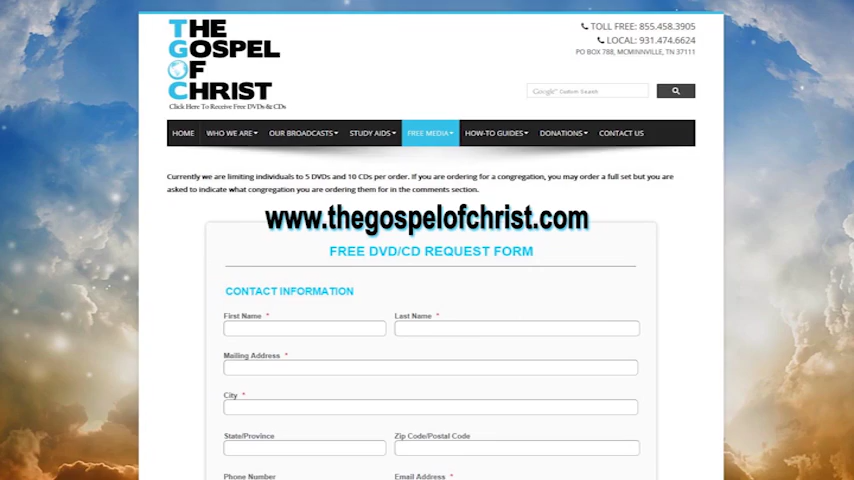 THE
GOSPEL
OF
CHRIST
Click Here To Receive Free DVDs & CDs
TOLL FREE: 855.458.3905
LOCAL: 931.474.6624
PO BOX 788, MCMINNVILLE, TN 37111
Google Custom Search
HOME WHO WE ARE OUR BROADCASTS STUDY AIDS FREE MEDIA HOW-TO GUIDES DONATIONS CONTACT US
Currently we are limiting individuals to 5 DVDs and 10 CDs per order. If you are ordering for a congregation, you may order a full set but you are
asked to indicate what congregation you are ordering them for in the comments section.
www.thegospelofchrist.com
FREE DVD/CD REQUEST FORM
CONTACT INFORMATION
First Name * Last Name *
Mailing Address *
City *
State/Province Zip Code/Postal Code
Phone Number Email Address *